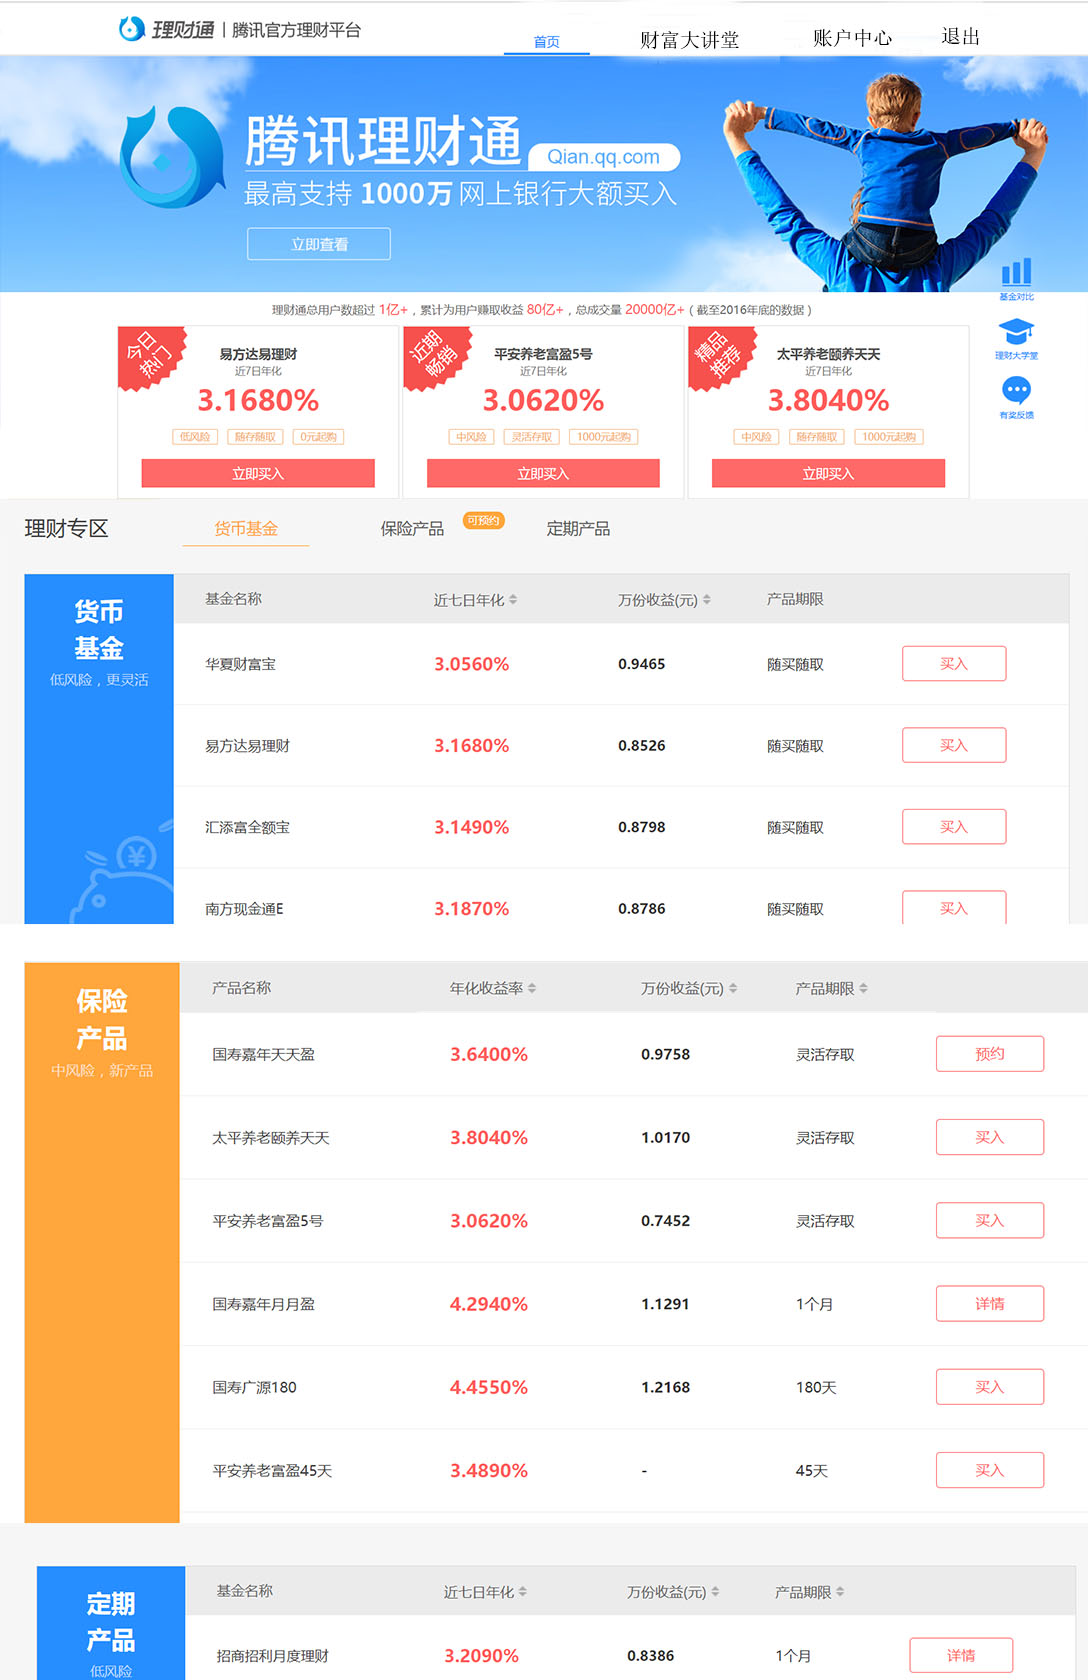 理财通 | 腾讯官方理财平台
首页 财富大讲堂 账户中心 退出
腾讯理财通 Qian.qq.com
最高支持 1000万 网上银行大额买入
立即查看
基金对比
理财大学堂
有奖反馈
理财通总用户数超过 1亿+，累计为用户赚取收益 80亿+，总成交量 20000亿+（截至2016年底的数据）
今日热门
易方达易理财
近7日年化
3.1680%
低风险 随存随取 0元起购
立即买入
近期畅销
平安养老富盈5号
近7日年化
3.0620%
中风险 灵活存取 1000元起购
立即买入
精品推荐
太平养老颐养天天
近7日年化
3.8040%
中风险 随存随取 1000元起购
立即买入
理财专区 货币基金 保险产品 可预约 定期产品
货币
基金
低风险，更灵活
基金名称 近七日年化 万份收益(元) 产品期限
华夏财富宝 3.0560% 0.9465 随买随取 买入
易方达易理财 3.1680% 0.8526 随买随取 买入
汇添富全额宝 3.1490% 0.8798 随买随取 买入
南方现金通E 3.1870% 0.8786 随买随取 买入
保险
产品
中风险，新产品
产品名称 年化收益率 万份收益(元) 产品期限
国寿嘉年天天盈 3.6400% 0.9758 灵活存取 预约
太平养老颐养天天 3.8040% 1.0170 灵活存取 买入
平安养老富盈5号 3.0620% 0.7452 灵活存取 买入
国寿嘉年月月盈 4.2940% 1.1291 1个月 详情
国寿广源180 4.4550% 1.2168 180天 买入
平安养老富盈45天 3.4890% - 45天 买入
定期
产品
低风险
基金名称 近七日年化 万份收益(元) 产品期限
招商招利月度理财 3.2090% 0.8386 1个月 详情